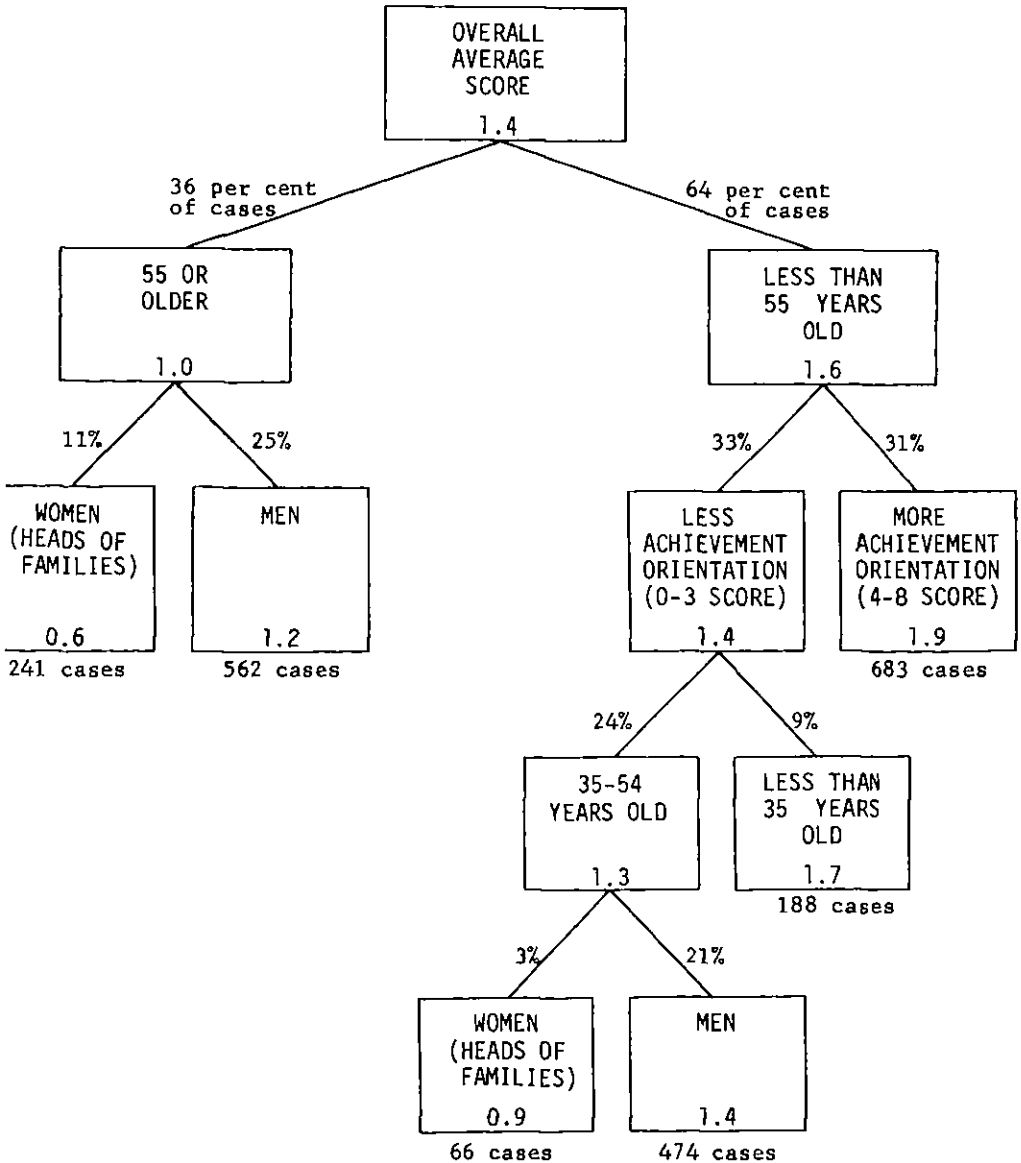 OVERALL
AVERAGE
SCORE
1.4
36 per cent
of cases
64 per cent
of cases
55 OR
OLDER
1.0
LESS THAN
55 YEARS
OLD
1.6
11%
25%
33%
31%
WOMEN
(HEADS OF
FAMILIES)
0.6
241 cases
MEN
1.2
562 cases
LESS
ACHIEVEMENT
ORIENTATION
(0-3 SCORE)
1.4
MORE
ACHIEVEMENT
ORIENTATION
(4-8 SCORE)
1.9
683 cases
24%
9%
35-54
YEARS OLD
1.3
LESS THAN
35 YEARS
OLD
1.7
188 cases
3%
21%
WOMEN
(HEADS OF
FAMILIES)
0.9
66 cases
MEN
1.4
474 cases